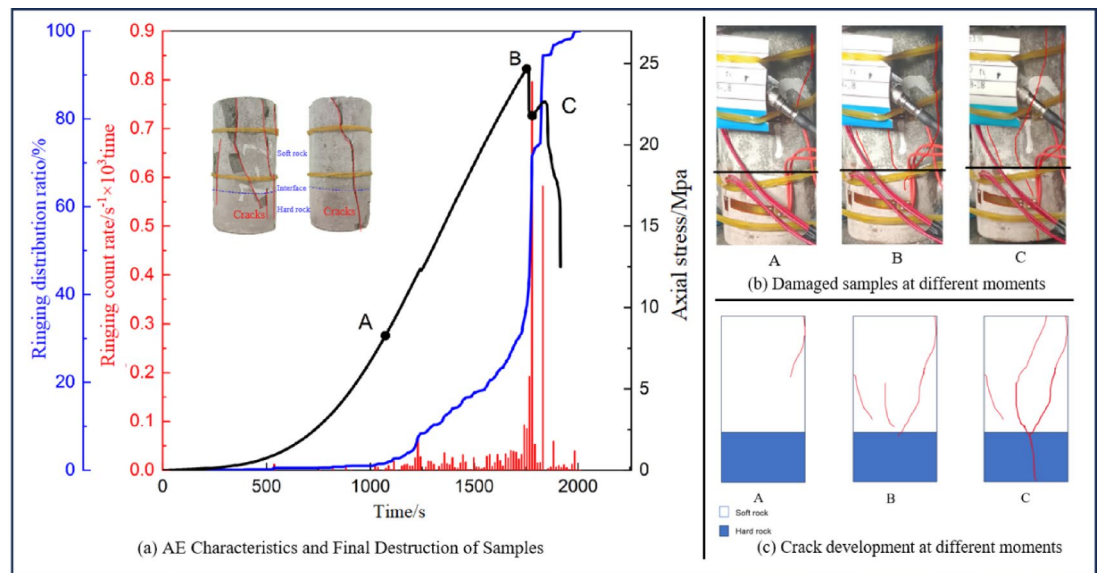 Ringing distribution ratio/%
100
80
60
40
20
0
Ringing count rate/s⁻¹×10³time
0.9
0.8
0.7
0.6
0.5
0.4
0.3
0.2
0.1
0.0
A
B
C
Soft rock
Interface
Hard rock
Cracks
Cracks
25
20
15
10
5
0
Axial stress/Mpa
0 500 1000 1500 2000
Time/s
(a) AE Characteristics and Final Destruction of Samples
A B C
(b) Damaged samples at different moments
A B C
Soft rock
Hard rock
(c) Crack development at different moments